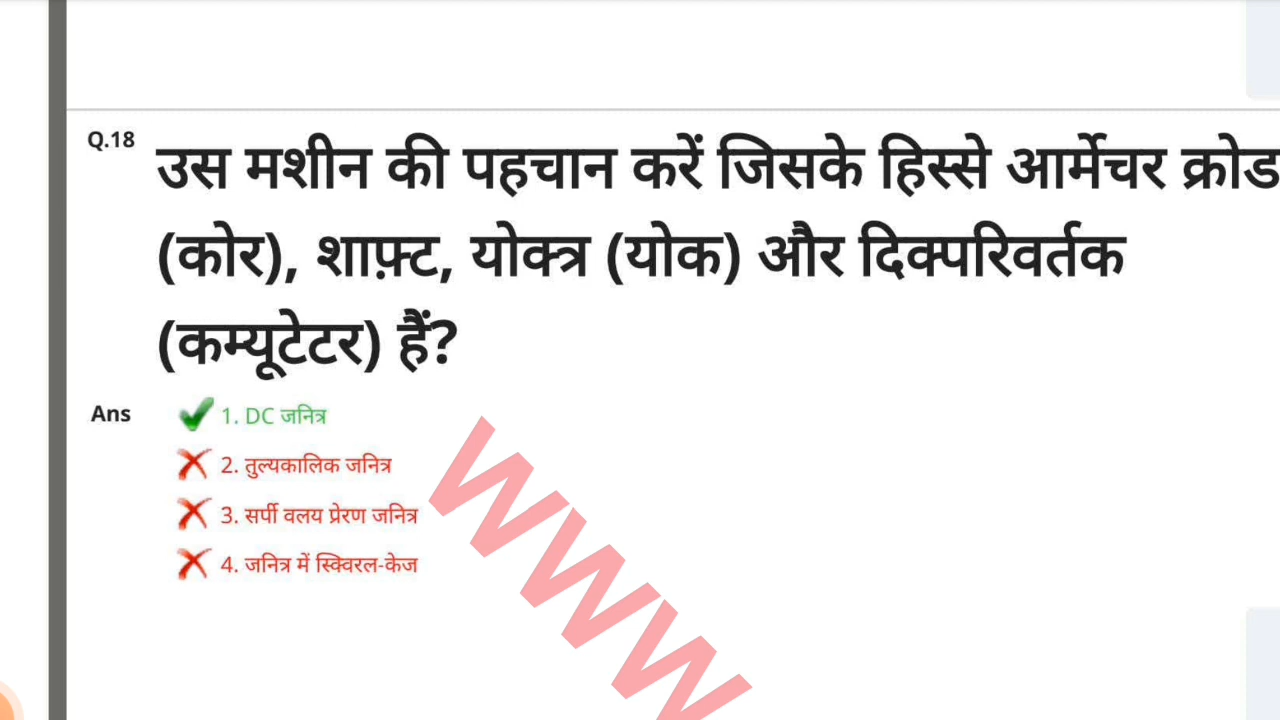 Q.18
उस मशीन की पहचान करें जिसके हिस्से आर्मेचर क्रोड
(कोर), शाफ़्ट, योक्त्र (योक) और दिक्परिवर्तक
(कम्यूटेटर) हैं?
Ans
1. DC जनित्र
2. तुल्यकालिक जनित्र
3. सर्पी वलय प्रेरण जनित्र
4. जनित्र में स्क्विरल-केज
WWW